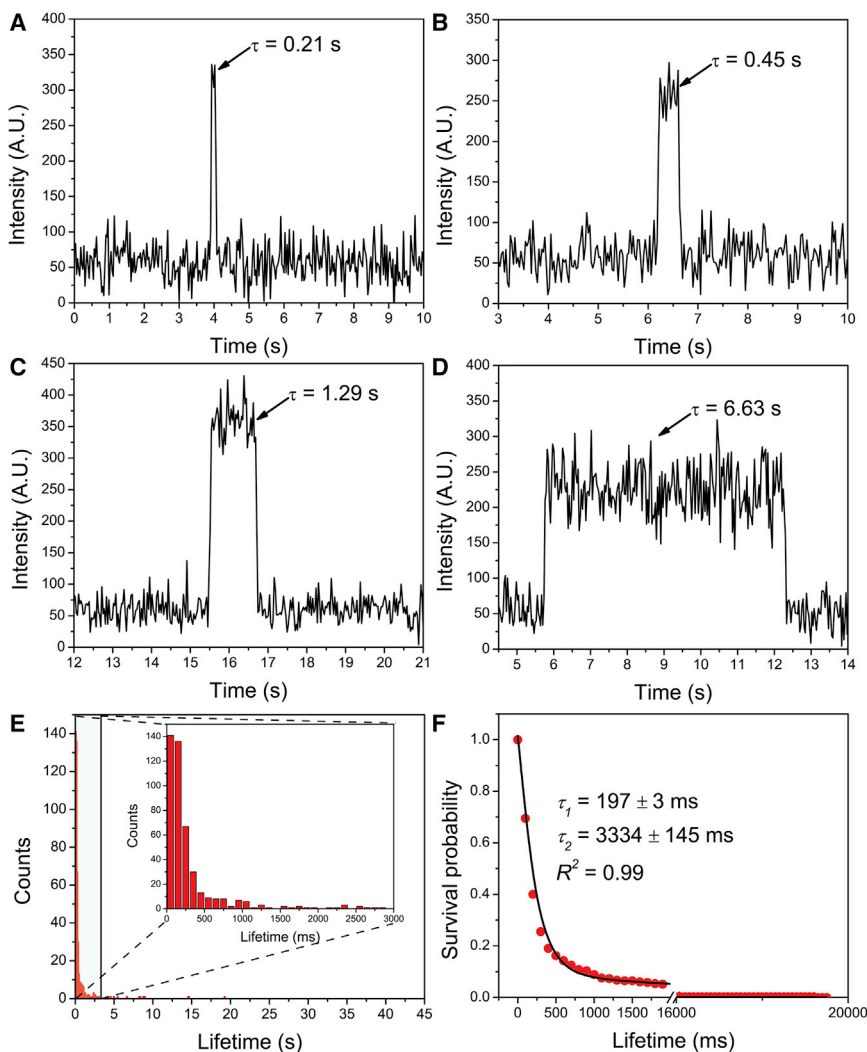 A
τ = 0.21 s
Intensity (A.U.)
400
350
300
250
200
150
100
50
0
0 1 2 3 4 5 6 7 8 9 10
Time (s)
B
τ = 0.45 s
Intensity (A.U.)
350
300
250
200
150
100
50
0
3 4 5 6 7 8 9 10
Time (s)
C
τ = 1.29 s
Intensity (A.U.)
450
400
350
300
250
200
150
100
50
0
12 13 14 15 16 17 18 19 20 21
Time (s)
D
τ = 6.63 s
Intensity (A.U.)
400
350
300
250
200
150
100
50
0
5 6 7 8 9 10 11 12 13 14
Time (s)
E
Counts
140
120
100
80
60
40
20
0
0 5 10 15 20 25 30 35 40 45
Lifetime (s)
Counts
140
120
100
80
60
40
20
0
0 500 1000 1500 2000 2500 3000
Lifetime (ms)
F
Survival probability
1.0
0.8
0.6
0.4
0.2
0.0
τ1 = 197 ± 3 ms
τ2 = 3334 ± 145 ms
R2 = 0.99
0 500 1000 1500 16000 20000
Lifetime (ms)